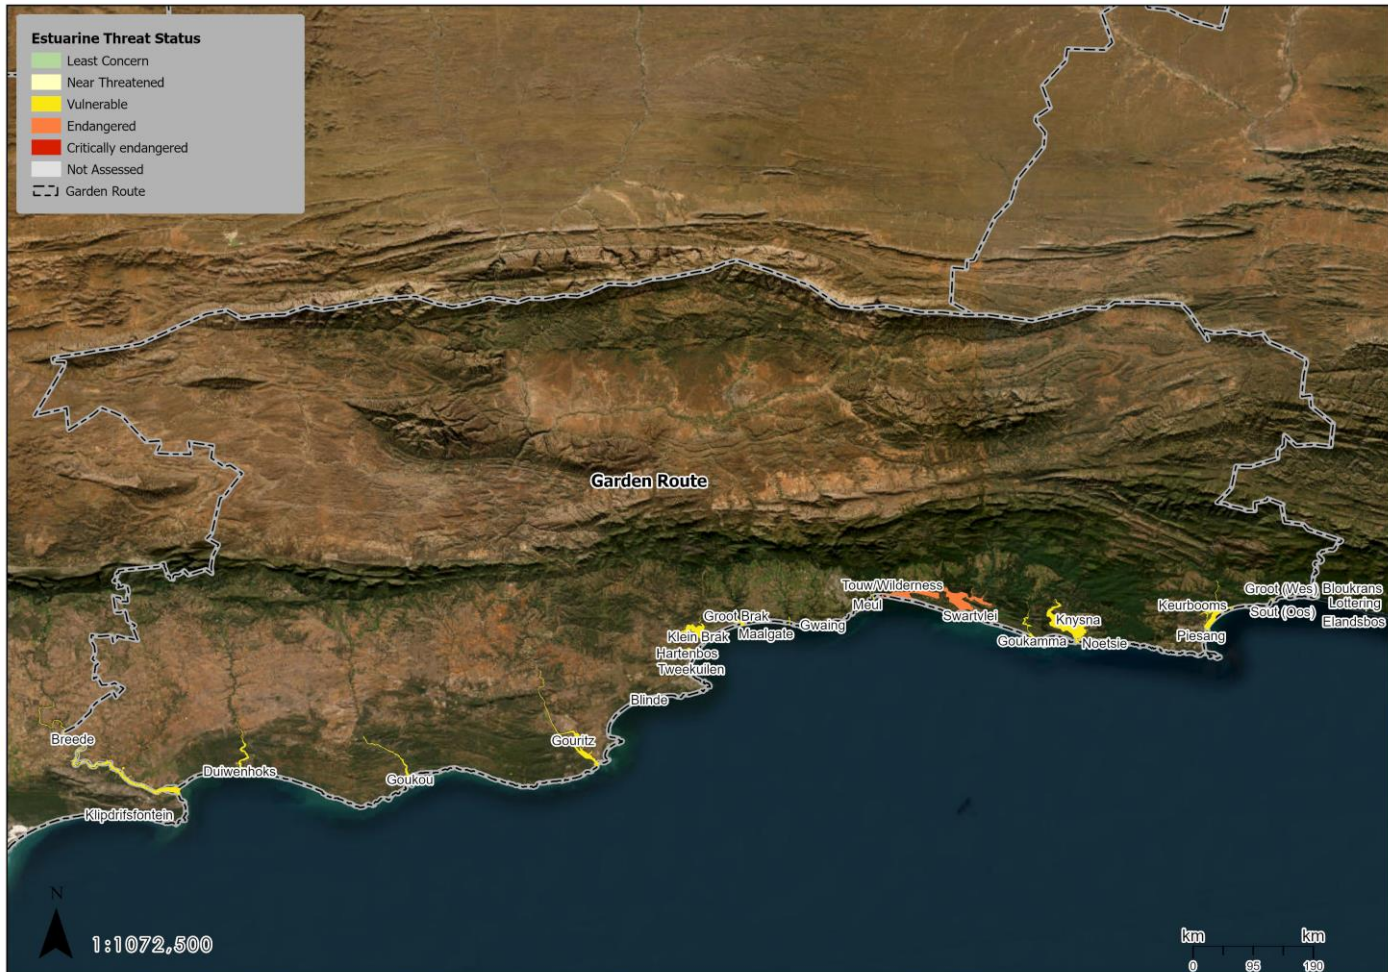 Estuarine Threat Status
Least Concern
Near Threatened
Vulnerable
Endangered
Critically endangered
Not Assessed
Garden Route
Garden Route
Touw/Wilderness
Meul
Swartvlei
Groot Brak
Gwaing
Maalgate
Klein Brak
Hartenbos
Tweekuilen
Blinde
Knysna
Goukamma
Noetsie
Keurbooms
Piesang
Groot (Wes)
Sout (Oos)
Bloukrans
Lottering
Elandsbos
Breede
Klipdrifsfontein
Duiwenhoks
Goukou
Gouritz
N
1:1072,500
km km
0 95 190